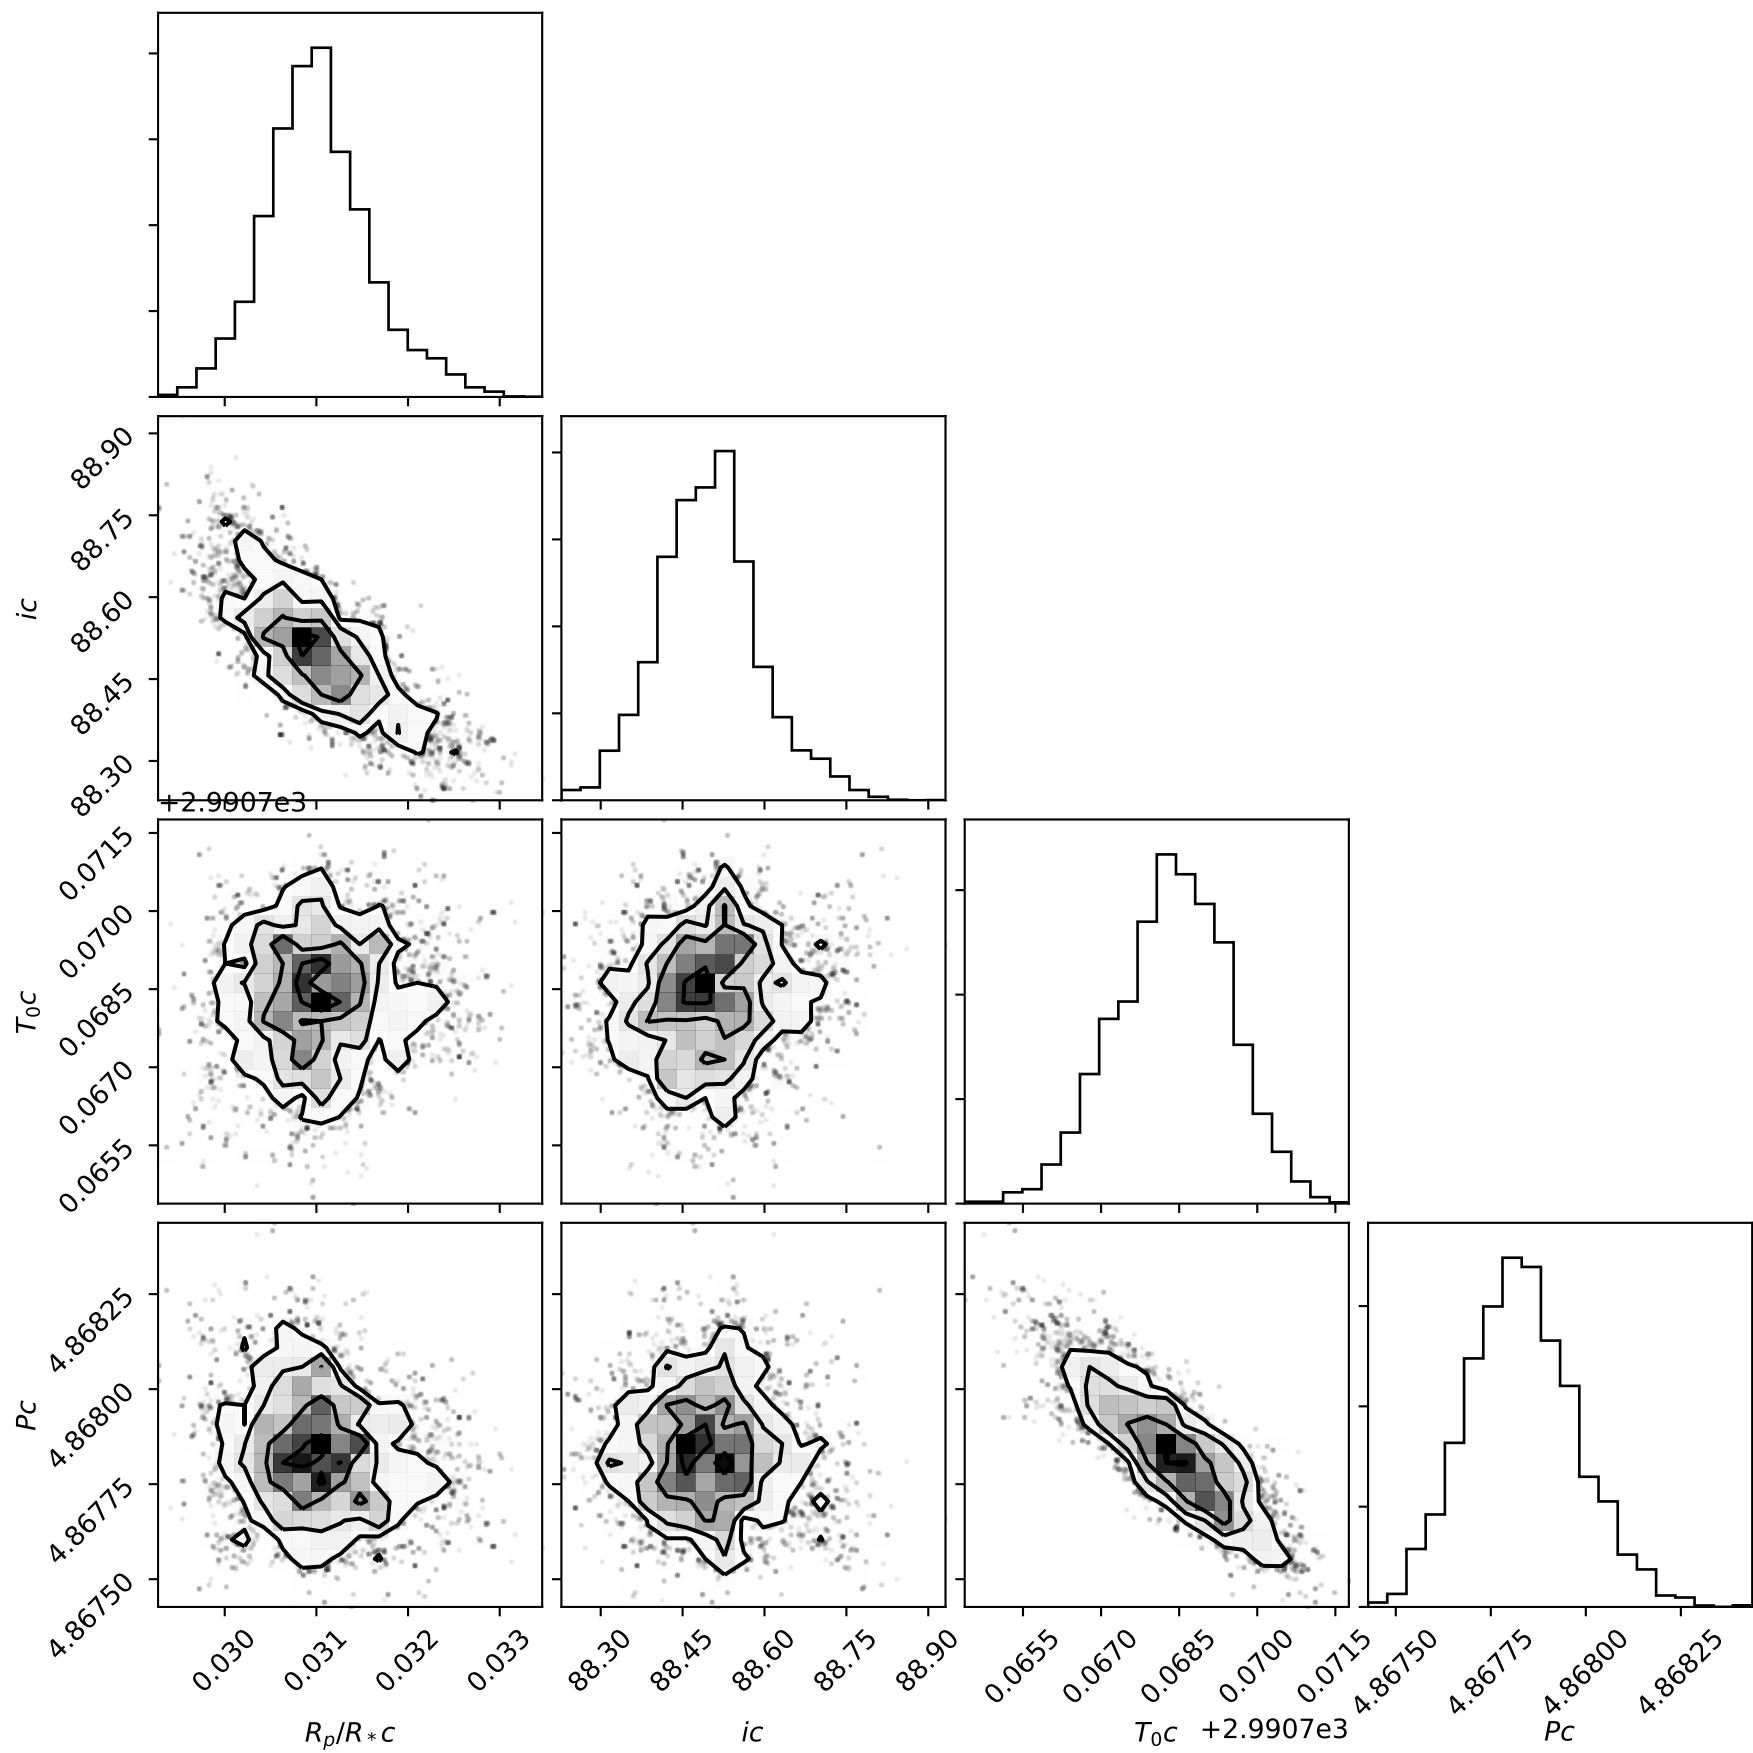 88.90
88.75
88.60
88.45
88.30
ic
+2.9907e3
0.0715
0.0700
0.0685
0.0670
0.0655
T₀c
4.86825
4.86800
4.86775
4.86750
Pc
0.030 0.031 0.032 0.033
88.30 88.45 88.60 88.75 88.90
0.0655 0.0670 0.0685 0.0700 0.0715
4.86750 4.86775 4.86800 4.86825
Rₚ/R*c
ic
T₀c +2.9907e3
Pc